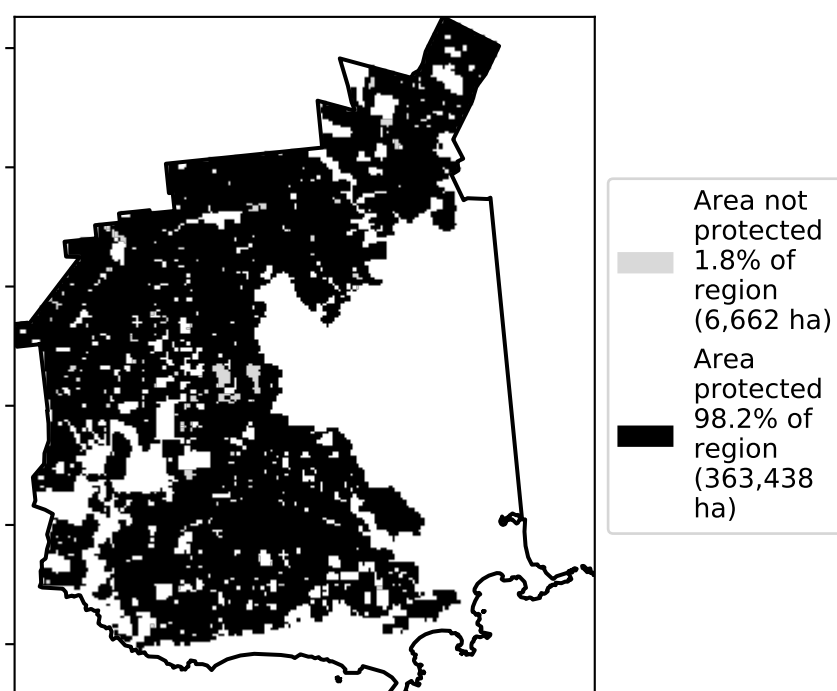 Area not
protected
1.8% of
region
(6,662 ha)
Area
protected
98.2% of
region
(363,438
ha)